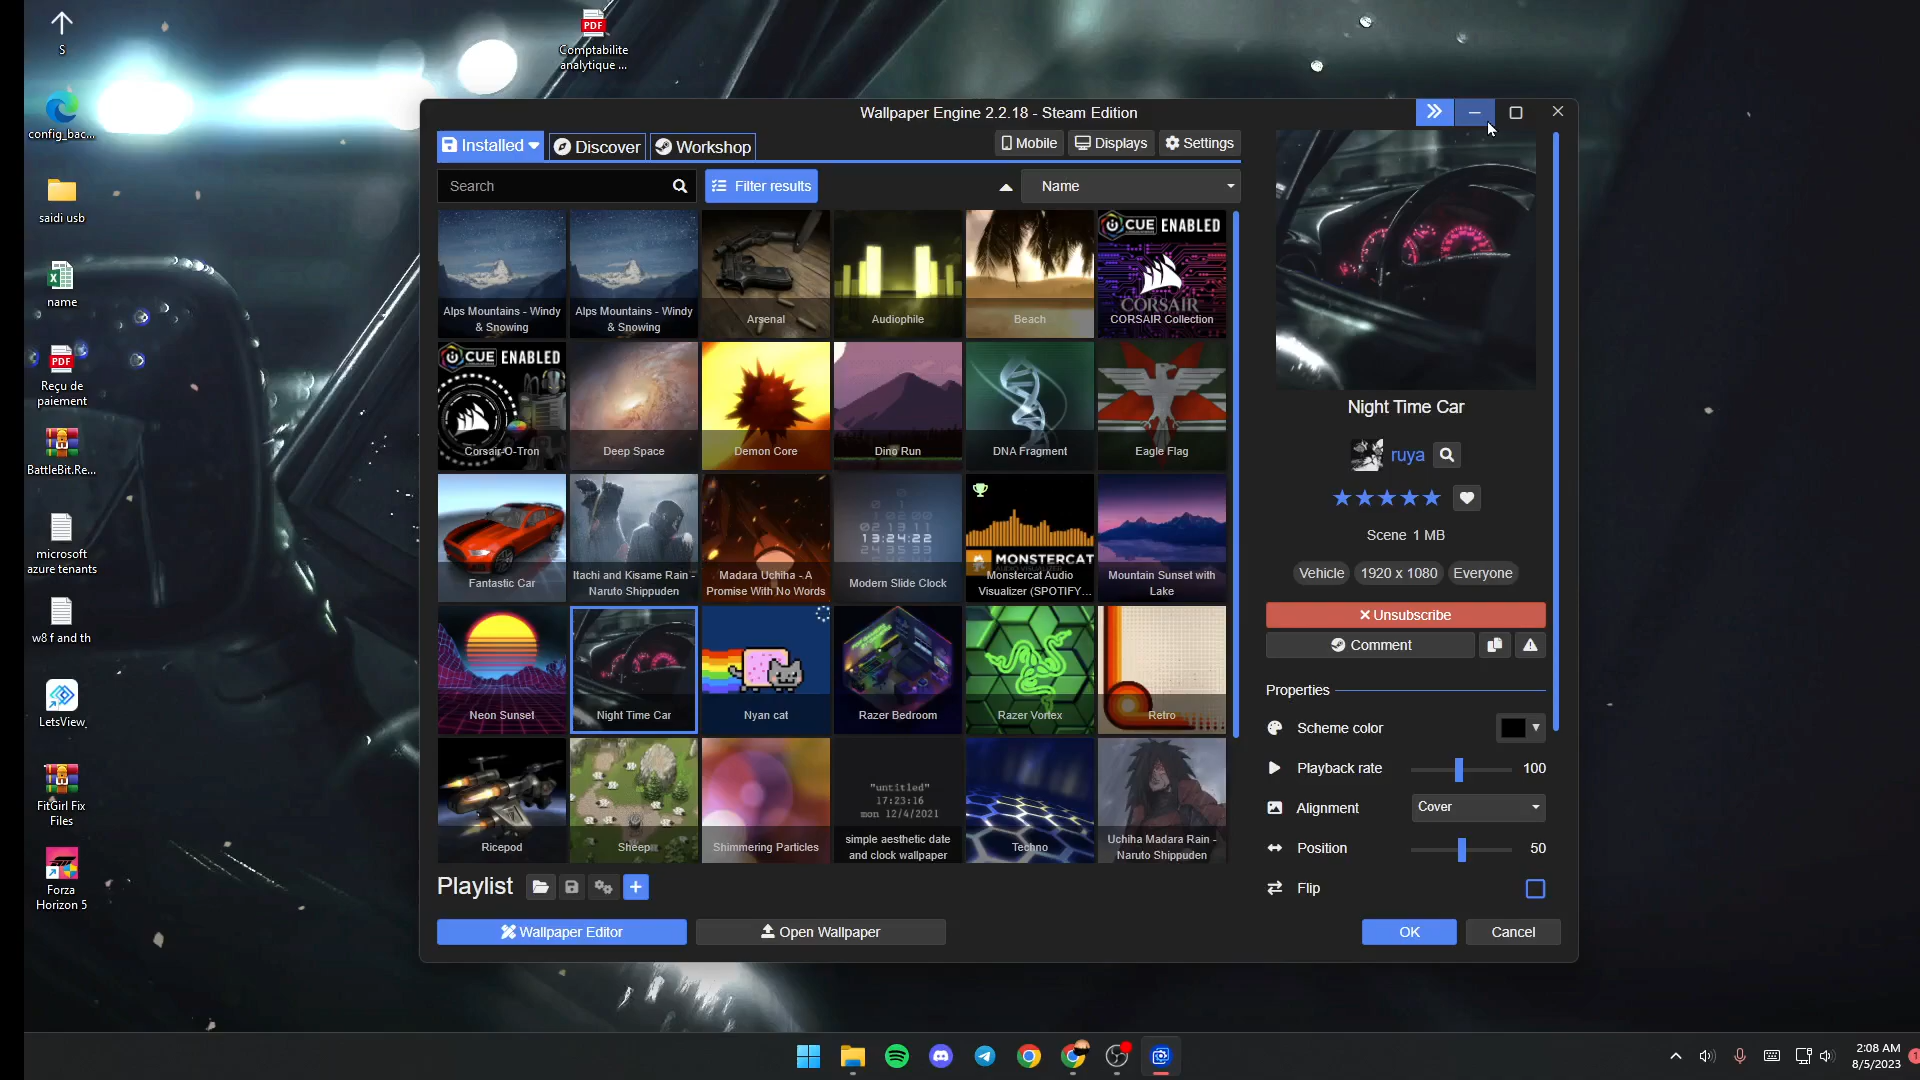 S
config_bac...
saidi usb
name
Reçu de
paiement
BattleBit.Re...
microsoft
azure tenants
w8 f and th
LetsView
FitGirl Fix
Files
Forza
Horizon 5
PDF
Comptabilite
analytique ...
Wallpaper Engine 2.2.18 - Steam Edition
Installed
Discover
Workshop
Mobile
Displays
Settings
Search
Filter results
Name
Alps Mountains - Windy
& Snowing
Alps Mountains - Windy
& Snowing
Arsenal
Audiophile
Beach
CUE ENABLED
CORSAIR
CORSAIR Collection
CUE ENABLED
Corsair-O-Tron
Deep Space
Demon Core
Dino Run
DNA Fragment
Eagle Flag
Fantastic Car
Itachi and Kisame Rain -
Naruto Shippuden
Madara Uchiha - A
Promise With No Words
13:24:22
Modern Slide Clock
MONSTERCAT
Monstercat Audio
Visualizer (SPOTIFY...
Mountain Sunset with
Lake
Neon Sunset
Night Time Car
Nyan cat
Razer Bedroom
Razer Vortex
Retro
Ricepod
Sheep
Shimmering Particles
"untitled"
17:23:16
mon 12/4/2021
simple aesthetic date
and clock wallpaper
Techno
Uchiha Madara Rain -
Naruto Shippuden
Playlist
Wallpaper Editor
Open Wallpaper
Night Time Car
ruya
Scene 1 MB
Vehicle
1920 x 1080
Everyone
Unsubscribe
Comment
Properties
Scheme color
Playback rate
100
Alignment
Cover
Position
50
Flip
OK
Cancel
2:08 AM
8/5/2023